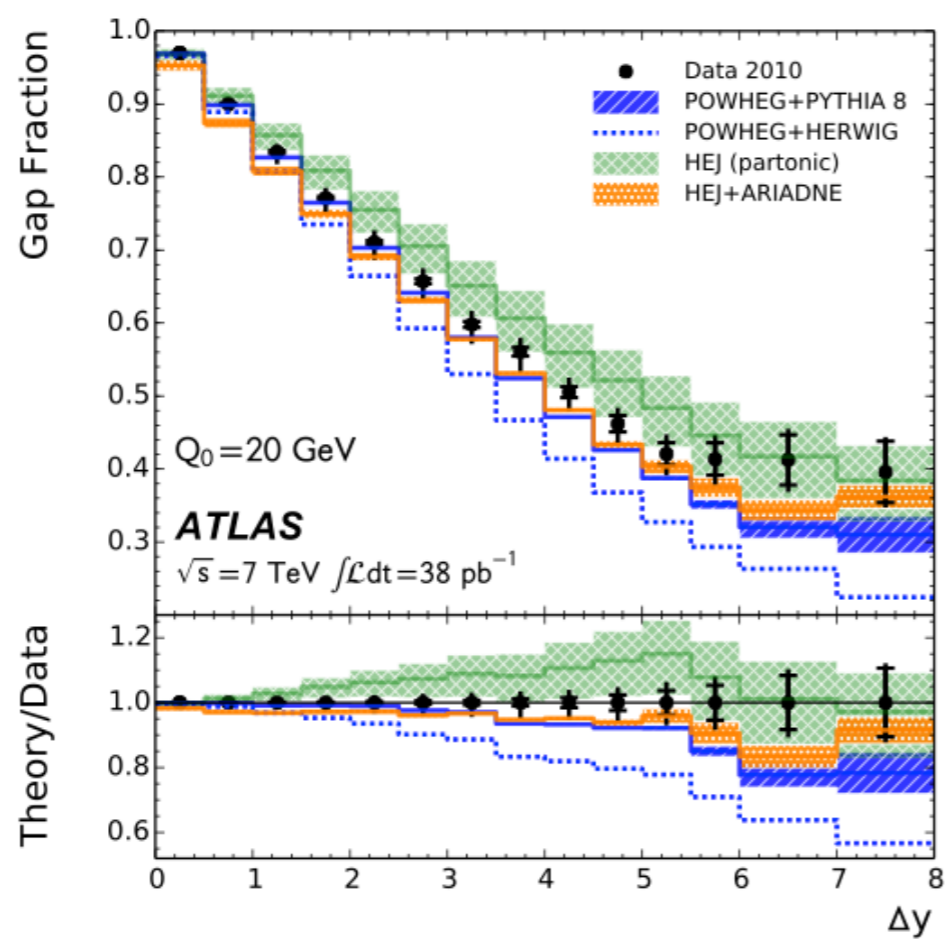 Gap Fraction
1.0
0.9
0.8
0.7
0.6
0.5
0.4
0.3
Data 2010
POWHEG+PYTHIA 8
POWHEG+HERWIG
HEJ (partonic)
HEJ+ARIADNE
Q₀=20 GeV
ATLAS
√s=7 TeV ∫ℒdt=38 pb⁻¹
Theory/Data
1.2
1.0
0.8
0.6
0 1 2 3 4 5 6 7 8
Δy